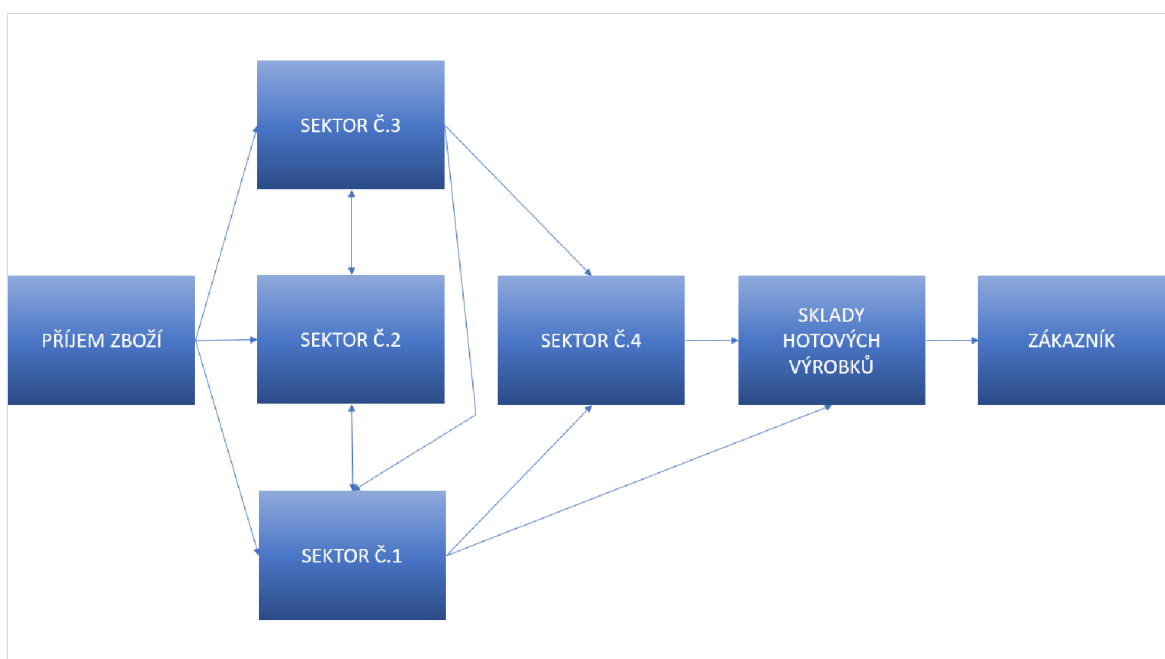 SEKTOR Č.3
PŘÍJEM ZBOŽÍ
SEKTOR Č.2
SEKTOR Č.4
SKLADY
HOTOVÝCH
VÝROBKŮ
ZÁKAZNÍK
SEKTOR Č.1